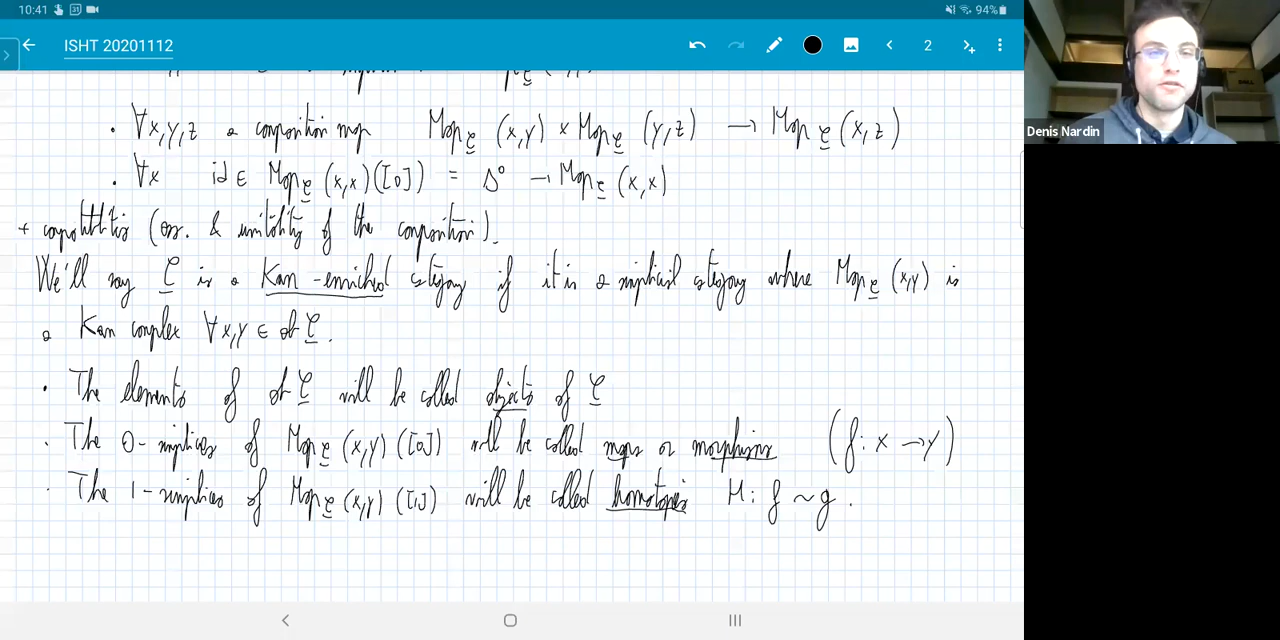 10:41 31 94%
ISHT 20201112 2
· ∀x,y,z a composition map Map_C (x,y) × Map_C (y,z) → Map_C (x,z)
· ∀x id ∈ Map_C (x,x)([0]) = Δ⁰ → Map_C (x,x)
+ compatibilities (ass. & unitality of the composition).
We'll say C is a Kan-enriched category if it is a simplicial category where Map_C (x,y) is
a Kan complex ∀x,y ∈ ob C.
· The elements of ob C will be called objects of C
· The 0-simplices of Map_C (x,y)([0]) will be called maps or morphisms (f: x → y)
· The 1-simplices of Map_C (x,y)([1]) will be called homotopies H: f ~ g.
Denis Nardin